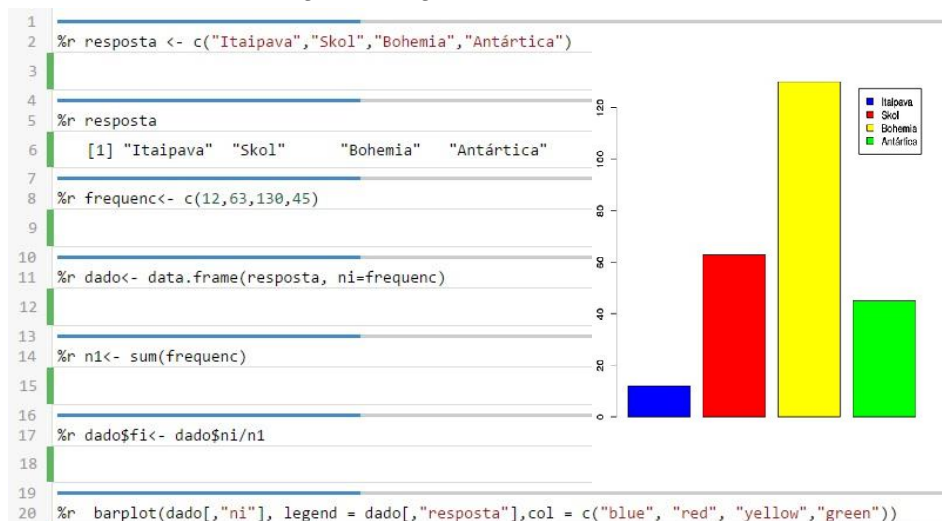 1
2 %r resposta <- c("Itaipava","Skol","Bohemia","Antártica")
3
4
5 %r resposta
6 [1] "Itaipava" "Skol" "Bohemia" "Antártica"
7
8 %r frequenc<- c(12,63,130,45)
9
10
11 %r dado<- data.frame(resposta, ni=frequenc)
12
13
14 %r n1<- sum(frequenc)
15
16
17 %r dado$fi<- dado$ni/n1
18
19
20 %r barplot(dado[,"ni"], legend = dado[,"resposta"],col = c("blue", "red", "yellow","green"))
120
100
80
60
40
20
0
Itaipava
Skol
Bohemia
Antártica